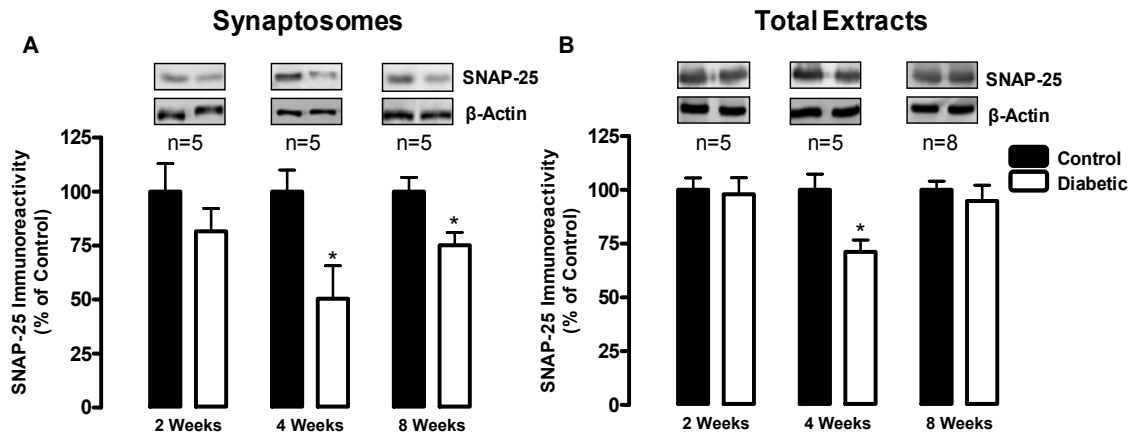 Synaptosomes
A
SNAP-25
β-Actin
n=5 n=5 n=5
SNAP-25 Immunoreactivity
(% of Control)
125
100
75
50
25
0
*
*
2 Weeks 4 Weeks 8 Weeks
Total Extracts
B
SNAP-25
β-Actin
n=5 n=5 n=8
SNAP-25 Immunoreactivity
(% of Control)
125
100
75
50
25
0
*
2 Weeks 4 Weeks 8 Weeks
Control
Diabetic